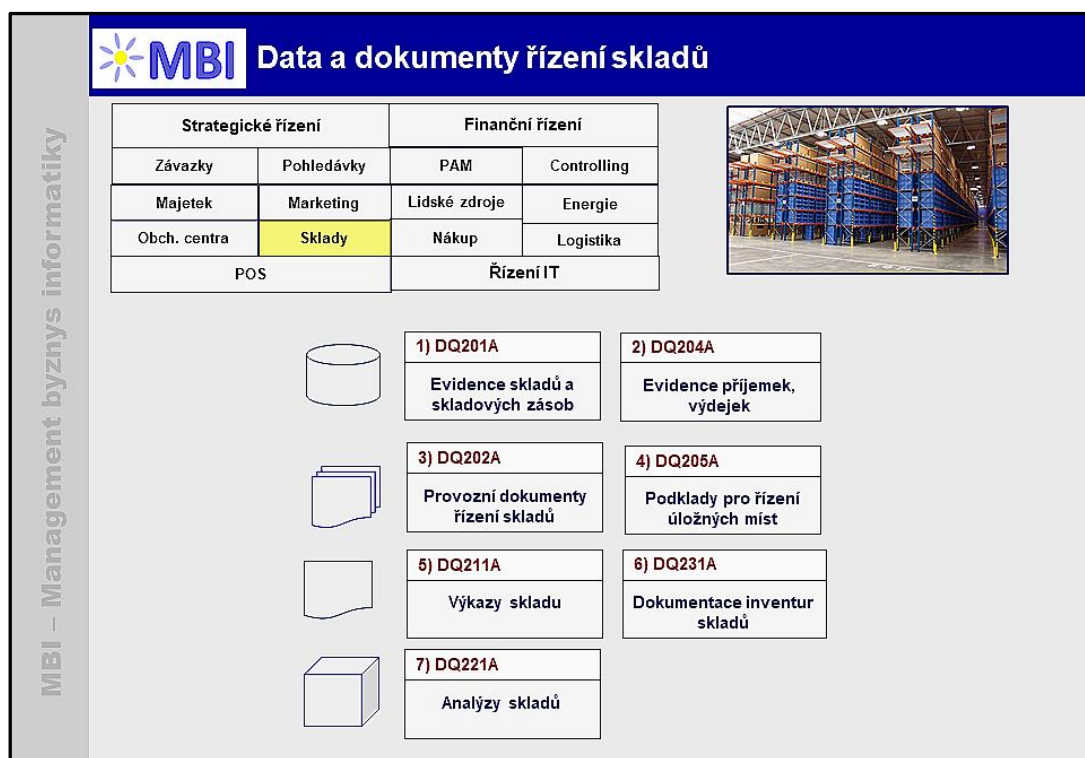 MBI – Management byznys informatiky
MBI
Data a dokumenty řízení skladů
Strategické řízení
Finanční řízení
Závazky
Pohledávky
PAM
Controlling
Majetek
Marketing
Lidské zdroje
Energie
Obch. centra
Sklady
Nákup
Logistika
POS
Řízení IT
1) DQ201A
Evidence skladů a
skladových zásob
2) DQ204A
Evidence příjemek,
výdejek
3) DQ202A
Provozní dokumenty
řízení skladů
4) DQ205A
Podklady pro řízení
úložných míst
5) DQ211A
Výkazy skladu
6) DQ231A
Dokumentace inventur
skladů
7) DQ221A
Analýzy skladů